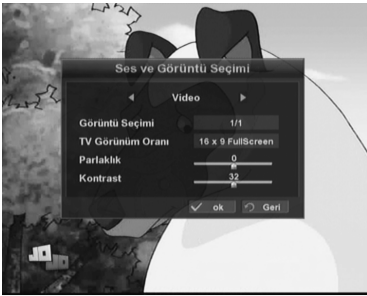 Ses ve Görüntü Seçimi
Video
Görüntü Seçimi 1/1
TV Görünüm Oranı 16 x 9 FullScreen
Parlaklık 0
Kontrast 32
ok Geri
JOJO